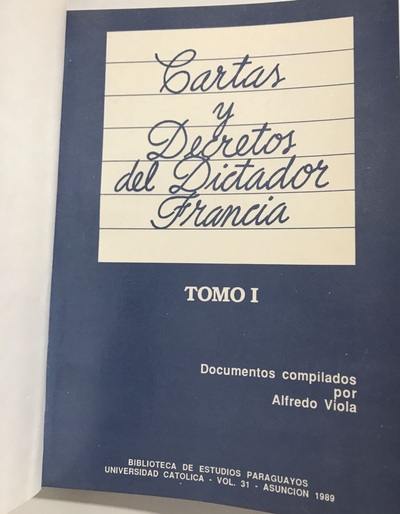 Cartas
y
Decretos
del Dictador
Francia
TOMO I
Documentos compilados
por
Alfredo Viola
BIBLIOTECA DE ESTUDIOS PARAGUAYOS
UNIVERSIDAD CATOLICA - VOL. 31 - ASUNCION 1989